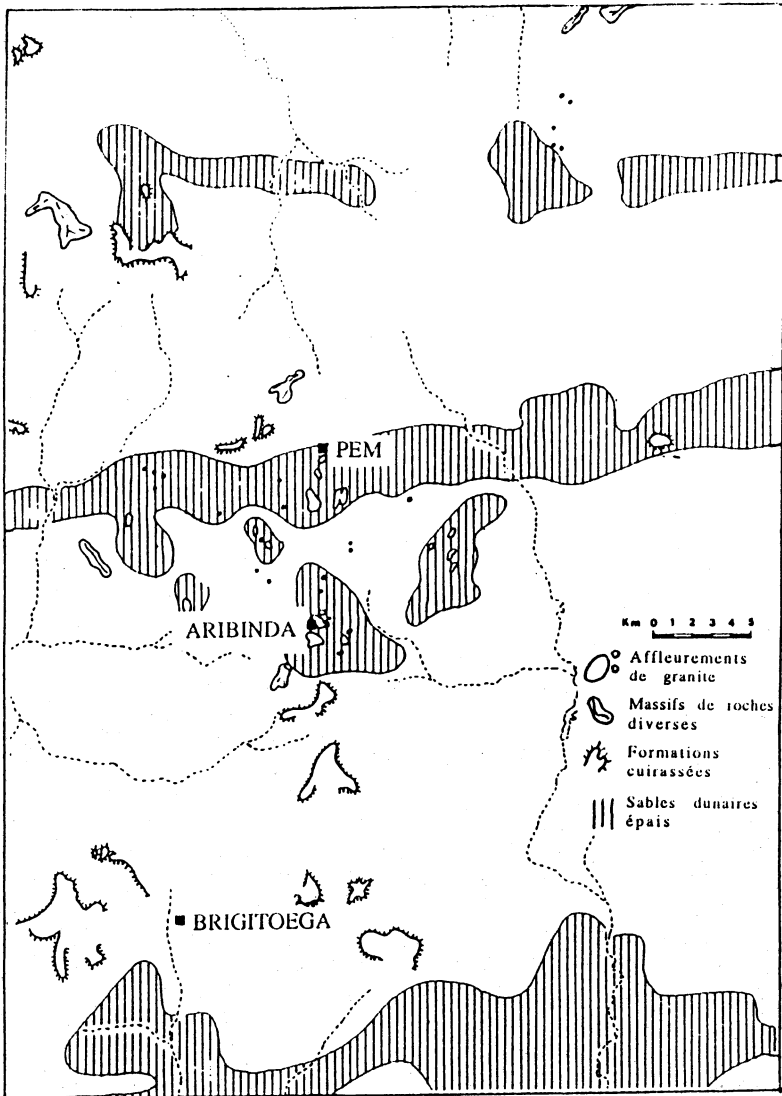 PEM
ARIBINDA
Km 0 1 2 3 4 5
Affleurements
de granite
Massifs de roches
diverses
Formations
cuirassées
Sables dunaires
épais
BRIGITOEGA